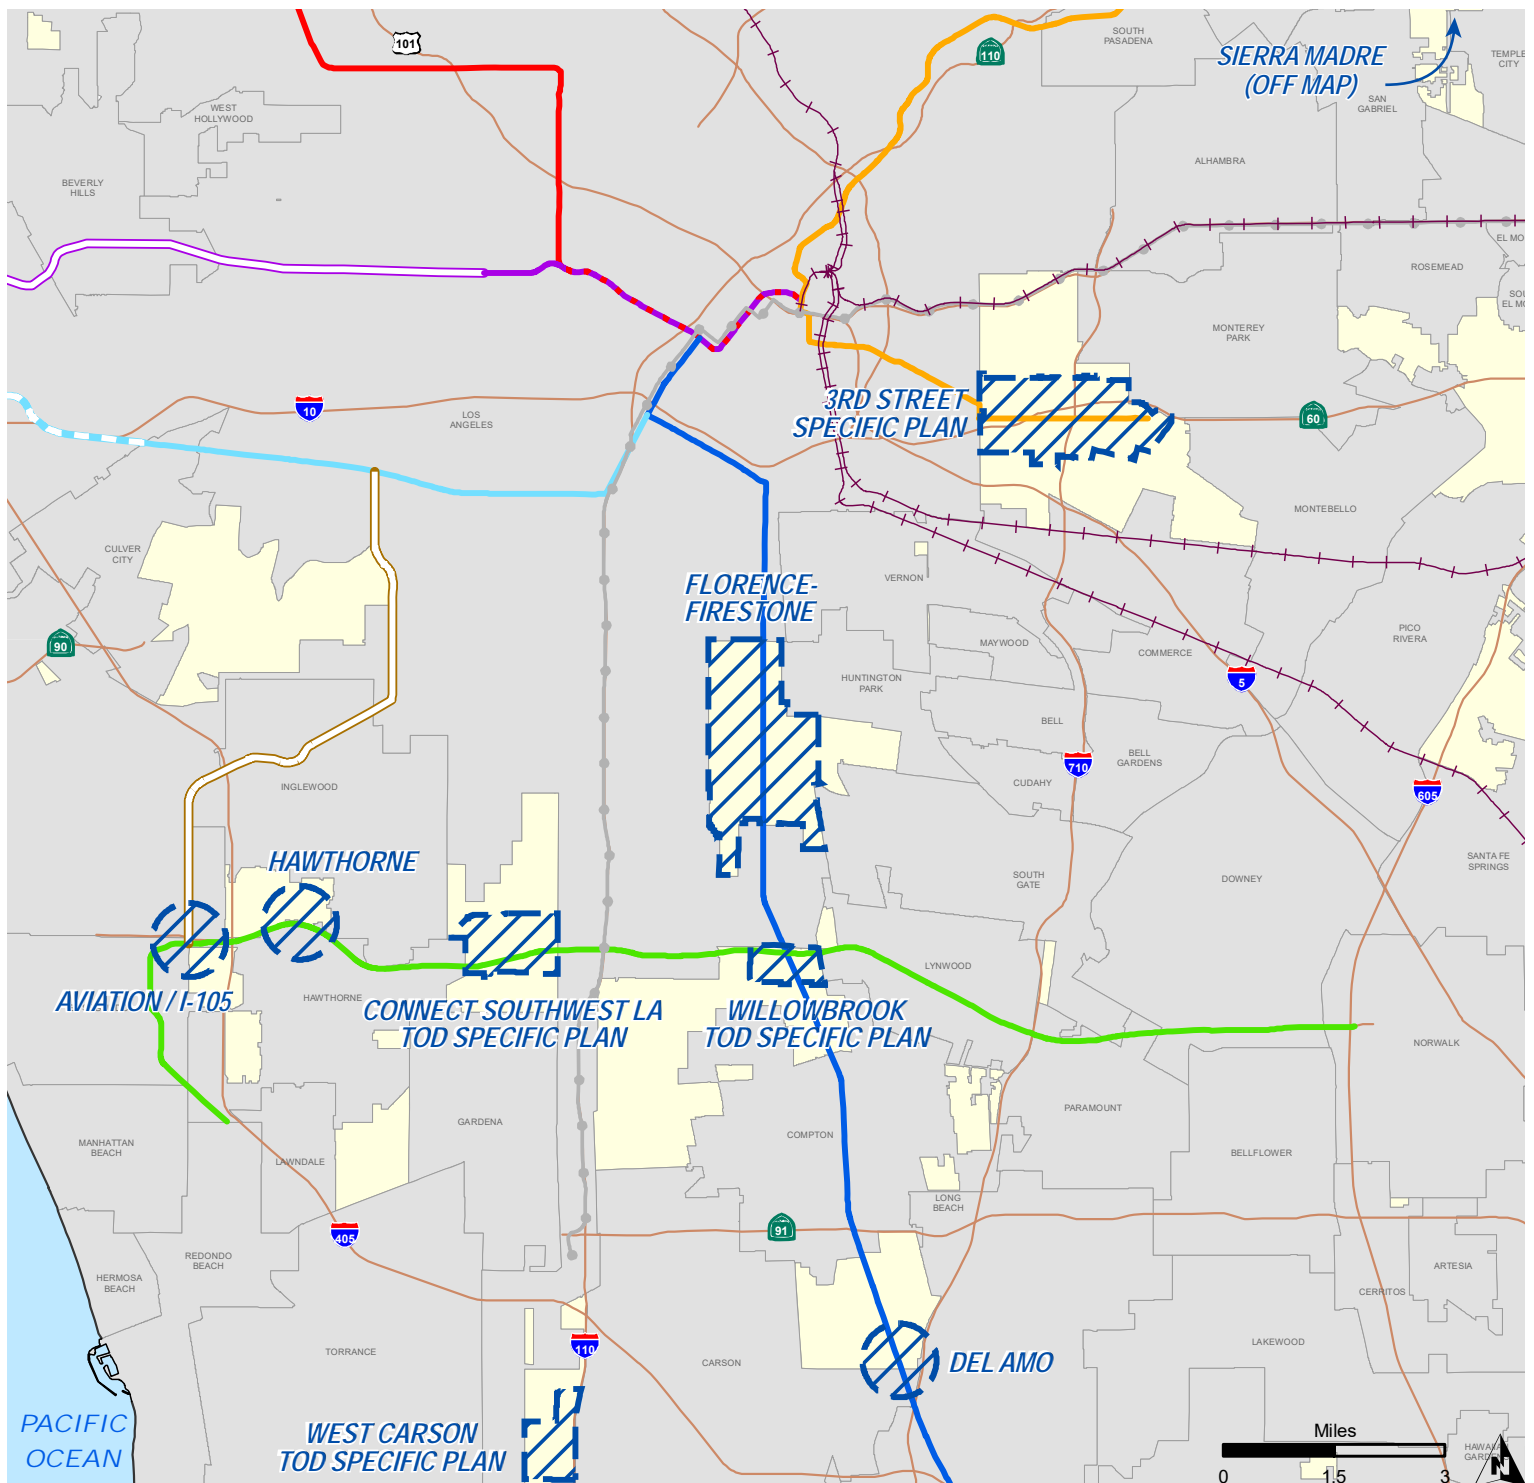 101
110
SOUTH
PASADENA
SIERRA MADRE
(OFF MAP)
TEMPLE
CITY
SAN
GABRIEL
WEST
HOLLYWOOD
ALHAMBRA
BEVERLY
HILLS
EL MO
ROSEMEAD
SOU
EL MO
MONTEREY
PARK
10
LOS
ANGELES
3RD STREET
SPECIFIC PLAN
60
MONTEBELLO
CULVER
CITY
VERNON
FLORENCE-
FIRESTONE
90
MAYWOOD
COMMERCE
PICO
RIVERA
HUNTINGTON
PARK
5
BELL
BELL
GARDENS
710
CUDAHY
INGLEWOOD
605
HAWTHORNE
SOUTH
GATE
DOWNEY
SANTA FE
SPRINGS
LYNWOOD
AVIATION / I-105
HAWTHORNE
CONNECT SOUTHWEST LA
TOD SPECIFIC PLAN
WILLOWBROOK
TOD SPECIFIC PLAN
NORWALK
PARAMOUNT
GARDENA
COMPTON
MANHATTAN
BEACH
LAWNDALE
BELLFLOWER
LONG
BEACH
405
91
REDONDO
BEACH
HERMOSA
BEACH
ARTESIA
CERRITOS
110
TORRANCE
CARSON
DEL AMO
LAKEWOOD
PACIFIC
OCEAN
WEST CARSON
TOD SPECIFIC PLAN
Miles
0 1.5 3
HAWAIIAN
GARDENS
N